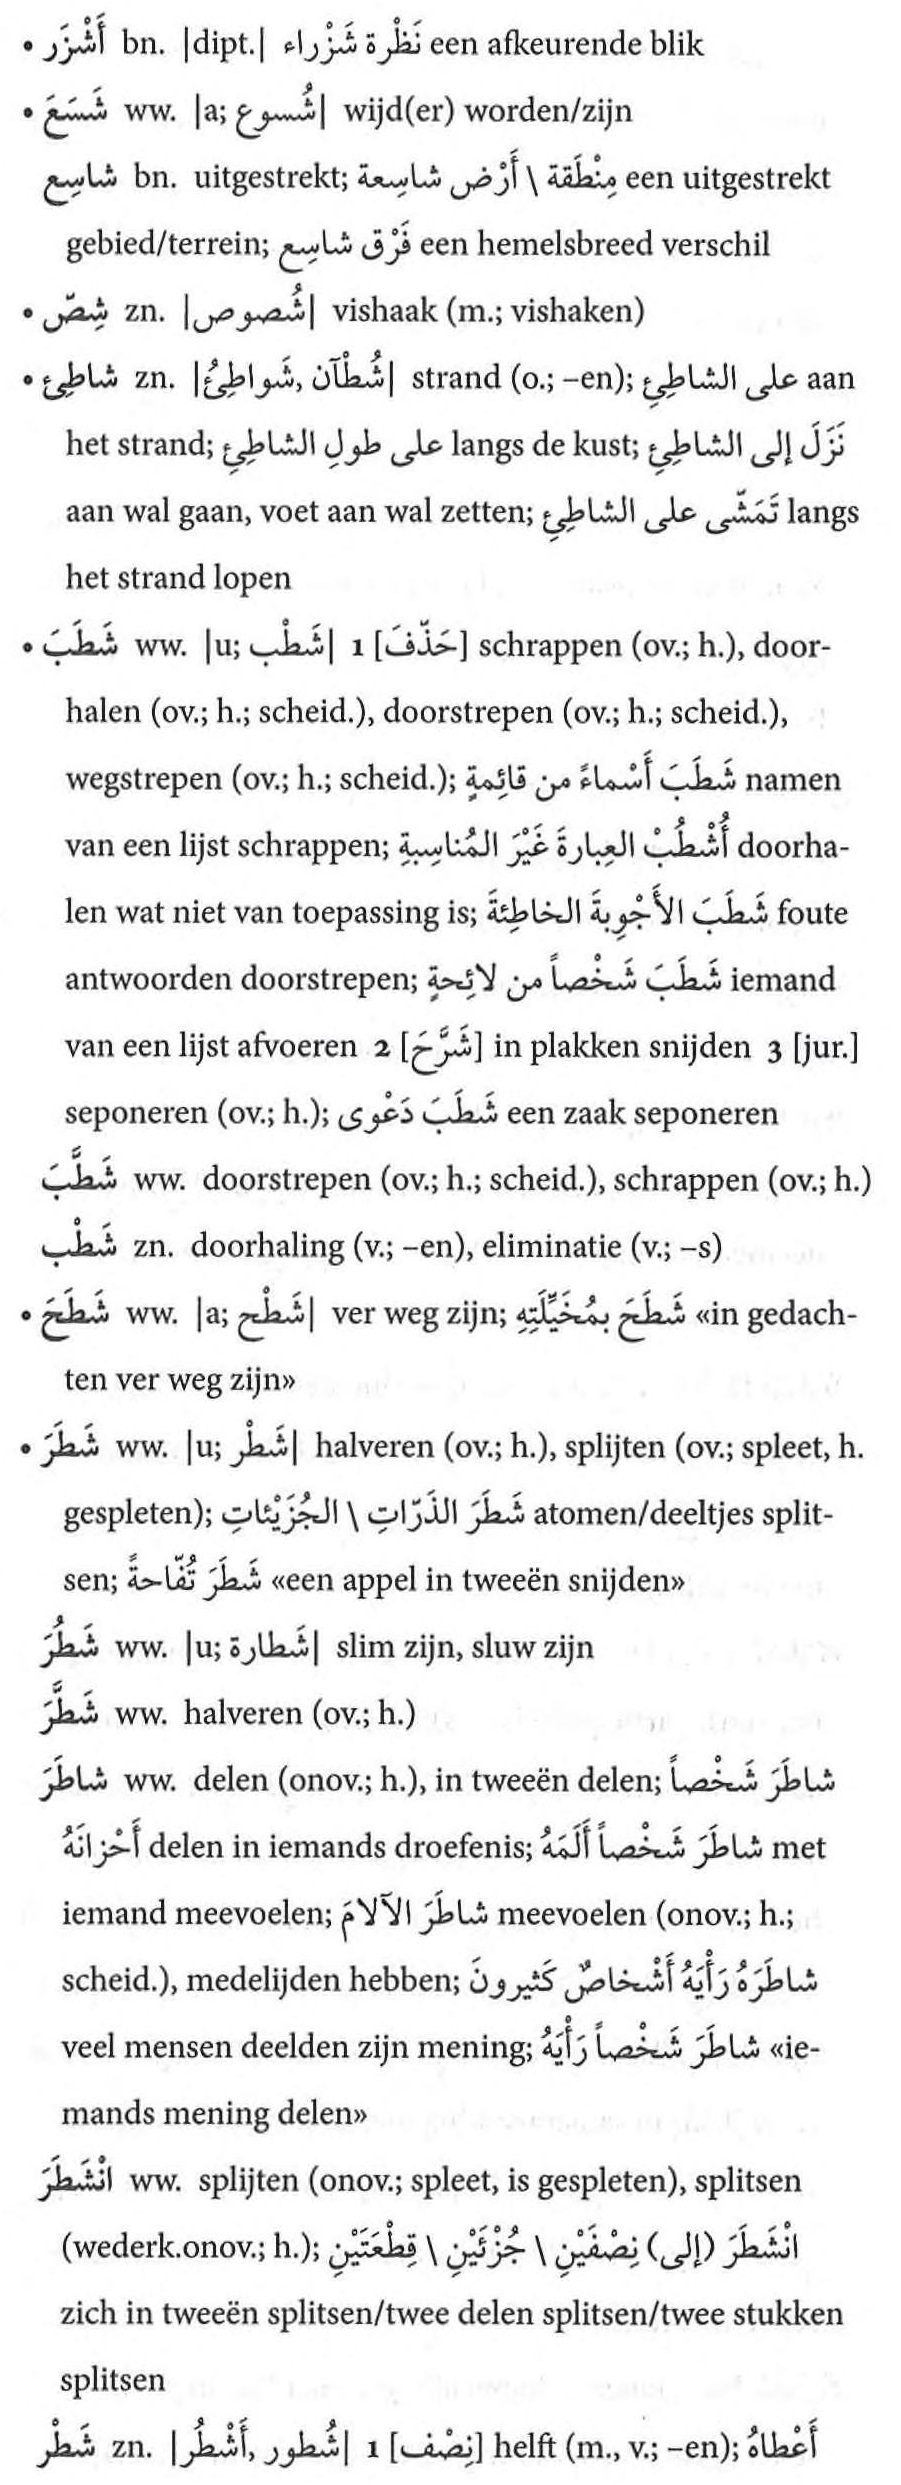 • أَشْزَر bn. |dipt.| نَظْرة شَزْراء een afkeurende blik
• شَسَعَ ww. |a; شُسوع| wijd(er) worden/zijn
شاسِع bn. uitgestrekt; مِنْطَقة \ أَرْض شاسِعة een uitgestrekt
gebied/terrein; فَرْق شاسِع een hemelsbreed verschil
• شِصّ zn. |شُصوص| vishaak (m.; vishaken)
• شاطِئ zn. |شُطْآن, شَواطِئُ| strand (o.; –en); على الشاطِئِ aan
het strand; على طولِ الشاطِئِ langs de kust; نَزَلَ إلى الشاطِئِ
aan wal gaan, voet aan wal zetten; تَمَشّى على الشاطِئِ langs
het strand lopen
• شَطَبَ ww. |u; شَطْب| 1 [حَذَفَ] schrappen (ov.; h.), door-
halen (ov.; h.; scheid.), doorstrepen (ov.; h.; scheid.),
wegstrepen (ov.; h.; scheid.); شَطَبَ أَسْماءً من قائِمةٍ namen
van een lijst schrappen; أُشْطُبْ العِبارةَ غَيْرَ المُناسِبةِ doorha-
len wat niet van toepassing is; شَطَبَ الأَجْوِبةَ الخاطِئةَ foute
antwoorden doorstrepen; شَطَبَ شَخْصاً من لائِحةٍ iemand
van een lijst afvoeren 2 [شَرَّحَ] in plakken snijden 3 [jur.]
seponeren (ov.; h.); شَطَبَ دَعْوى een zaak seponeren
شَطَّبَ ww. doorstrepen (ov.; h.; scheid.), schrappen (ov.; h.)
شَطْب zn. doorhaling (v.; –en), eliminatie (v.; –s)
• شَطَحَ ww. |a; شَطْح| ver weg zijn; شَطَحَ بِمُخَيِّلَتِهِ «in gedach-
ten ver weg zijn»
• شَطَرَ ww. |u; شَطْر| halveren (ov.; h.), splijten (ov.; spleet, h.
gespleten); شَطَرَ الذَرّاتِ \ الجُزَيْئاتِ atomen/deeltjes split-
sen; شَطَرَ تُفّاحةً «een appel in tweeën snijden»
شَطُرَ ww. |u; شَطارة| slim zijn, sluw zijn
شَطَّرَ ww. halveren (ov.; h.)
شاطَرَ ww. delen (onov.; h.), in tweeën delen; شاطَرَ شَخْصاً
أَحْزانَهُ delen in iemands droefenis; شاطَرَ شَخْصاً أَلَمَهُ met
iemand meevoelen; شاطَرَ الآلامَ meevoelen (onov.; h.;
scheid.), medelijden hebben; شاطَرَهُ رَأْيَهُ أَشْخاصٌ كَثيرونَ
veel mensen deelden zijn mening; شاطَرَ شَخْصاً رَأْيَهُ «ie-
mands mening delen»
انْشَطَرَ ww. splijten (onov.; spleet, is gespleten), splitsen
(wederk.onov.; h.); انْشَطَرَ (إلى) نِصْفَيْنِ \ جُزْئَيْنِ \ قِطْعَتَيْنِ
zich in tweeën splitsen/twee delen splitsen/twee stukken
splitsen
شَطْر zn. |شُطور, أَشْطُر| 1 [نِصْف] helft (m., v.; –en); أَعْطاهُ